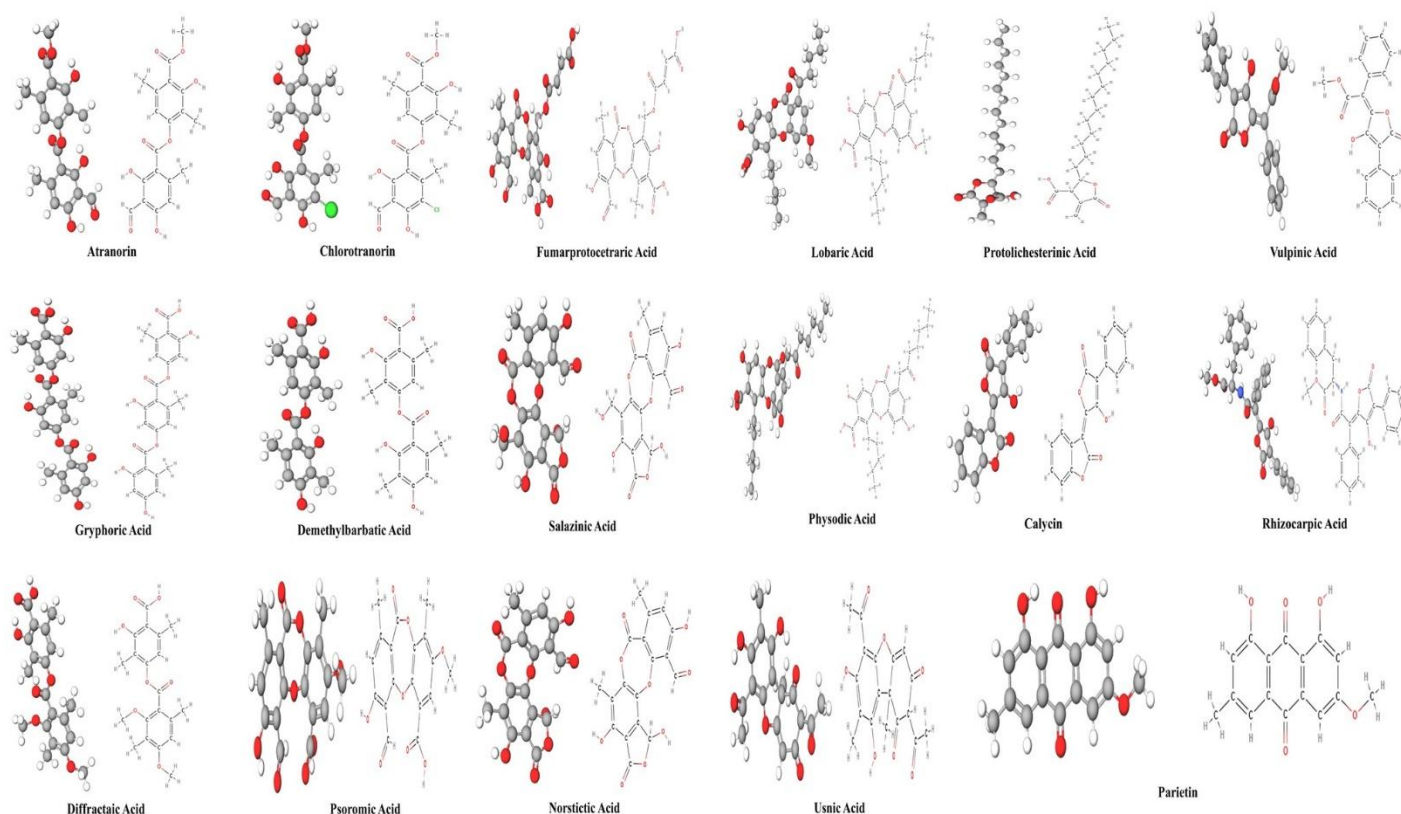 Atranorin
Chlorotranorin
Fumarprotocetraric Acid
Lobaric Acid
Protolichesterinic Acid
Vulpinic Acid
Gryphoric Acid
Demethylbarbatic Acid
Salazinic Acid
Physodic Acid
Calycin
Rhizocarpic Acid
Diffractaic Acid
Psoromic Acid
Norstictic Acid
Usnic Acid
Parietin